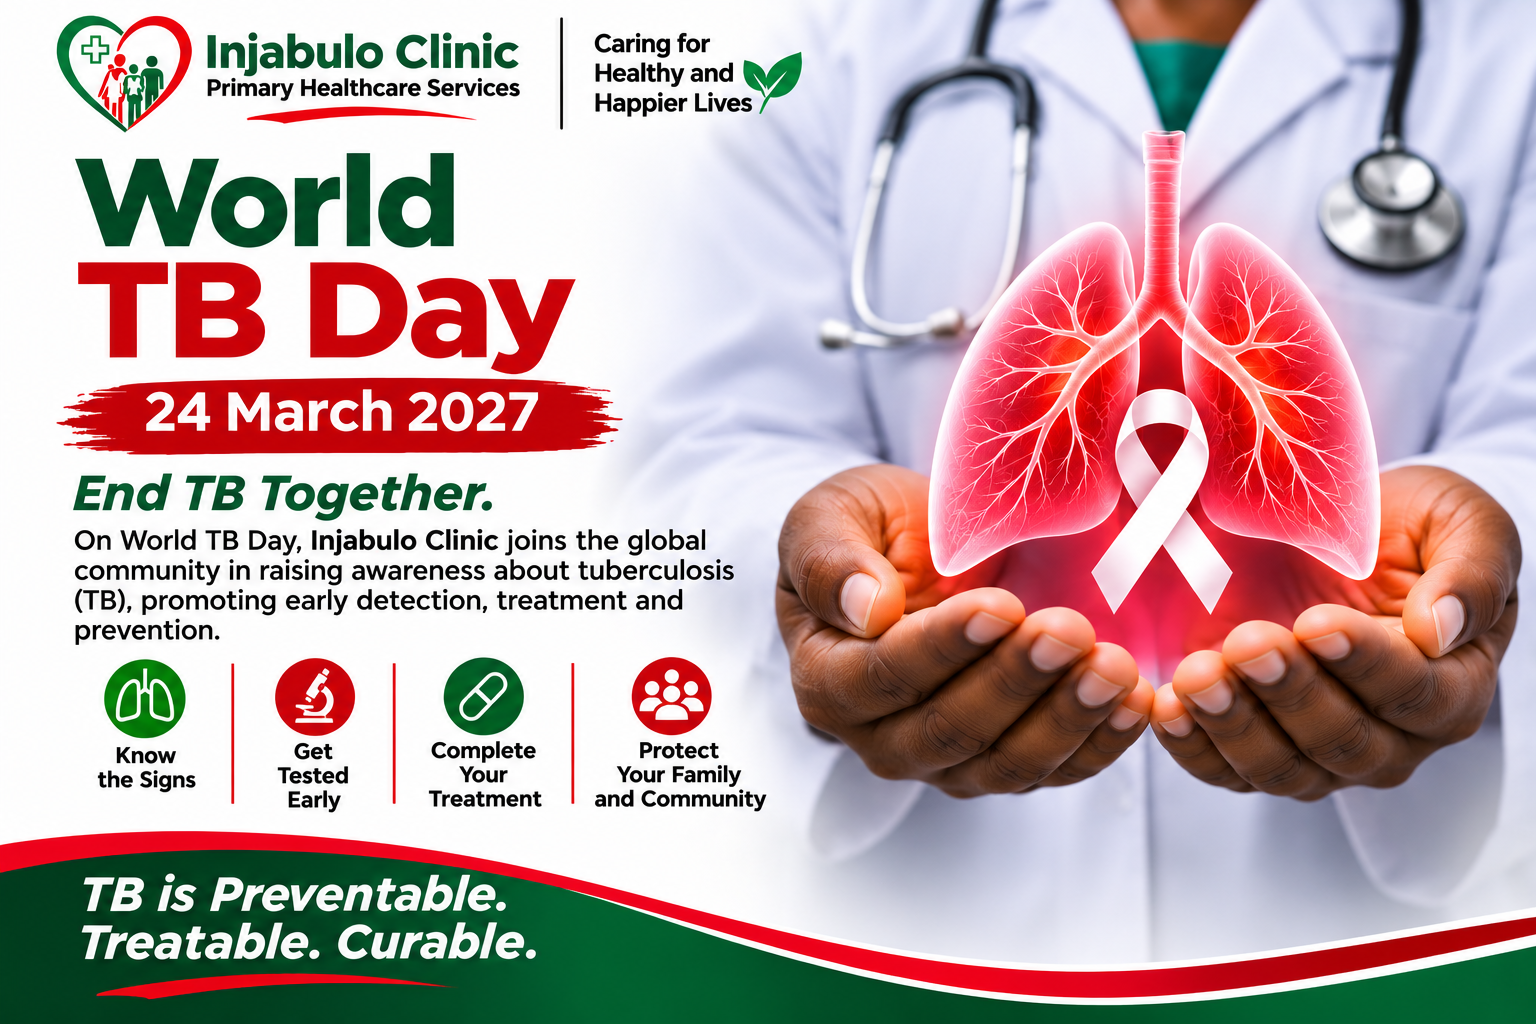 Injabulo Clinic
Primary Healthcare Services
Caring for
Healthy and
Happier Lives
World
TB Day
24 March 2027
End TB Together.
On World TB Day, Injabulo Clinic joins the global
community in raising awareness about tuberculosis
(TB), promoting early detection, treatment and
prevention.
Know
the Signs
Get
Tested
Early
Complete
Your
Treatment
Protect
Your Family
and Community
TB is Preventable.
Treatable. Curable.